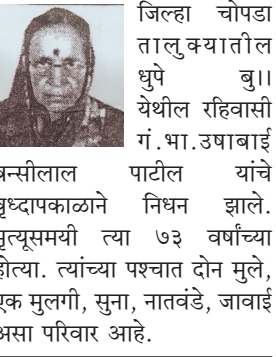 जिल्हा चोपडा
तालुक्यातील
धुपे बु।।
येथील रहिवासी
गं.भा.उषाबाई
बन्सीलाल पाटील यांचे
वृध्दापकाळाने निधन झाले.
मृत्यूसमयी त्या ७३ वर्षांच्या
होत्या. त्यांच्या पश्चात दोन मुले,
एक मुलगी, सुना, नातवंडे, जावाई
असा परिवार आहे.